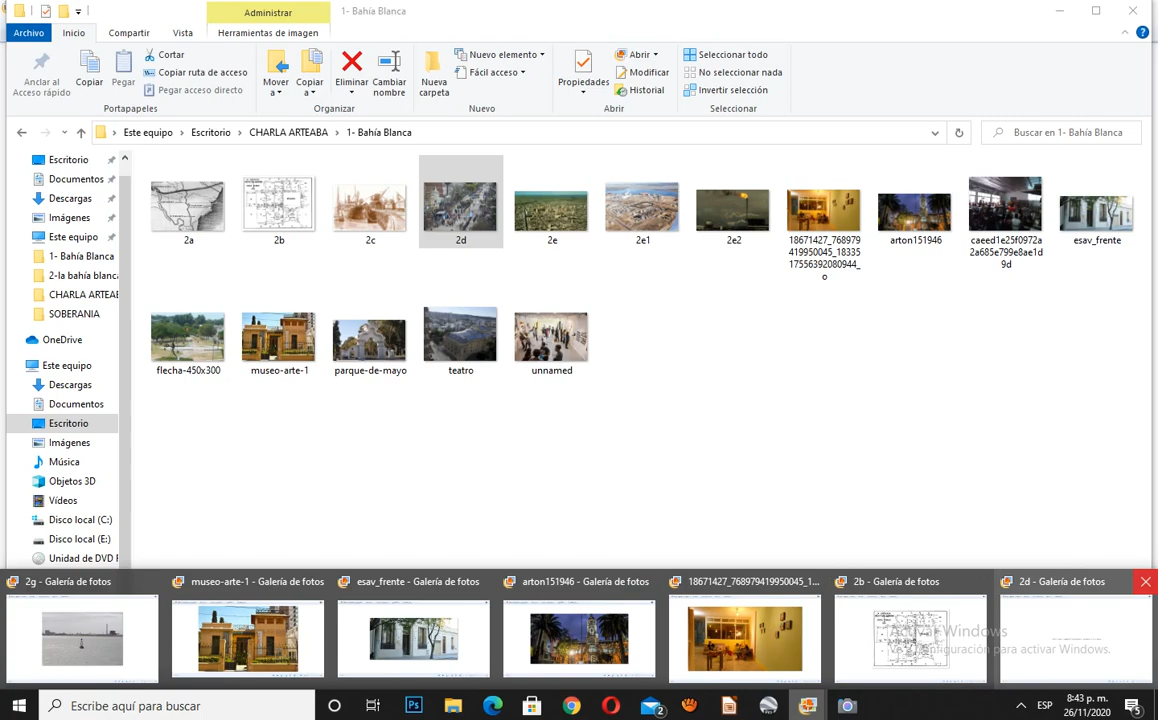 Administrar
1- Bahía Blanca
Archivo
Inicio
Compartir
Vista
Herramientas de imagen
Anclar al
Acceso rápido
Copiar
Pegar
Cortar
Copiar ruta de acceso
Pegar acceso directo
Portapapeles
Mover
a
Copiar
a
Eliminar
Cambiar
nombre
Organizar
Nueva
carpeta
Nuevo elemento
Fácil acceso
Nuevo
Propiedades
Abrir
Modificar
Historial
Abrir
Seleccionar todo
No seleccionar nada
Invertir selección
Seleccionar
Este equipo
Escritorio
CHARLA ARTEABA
1- Bahía Blanca
Buscar en 1- Bahía Blanca
Escritorio
Documentos
Descargas
Imágenes
Este equipo
1- Bahía Blanca
2-la bahía blanca
CHARLA ARTEAB
SOBERANIA
OneDrive
Este equipo
Descargas
Documentos
Escritorio
Imágenes
Música
Objetos 3D
Vídeos
Disco local (C:)
Disco local (E:)
Unidad de DVD
2a
2b
2c
2d
2e
2e1
2e2
18671427_768979
419950045_18335
17556392080944_
o
arton151946
caeed1e25f0972a
2a685e799e8ae1d
9d
esav_frente
flecha-450x300
museo-arte-1
parque-de-mayo
teatro
unnamed
2g - Galería de fotos
museo-arte-1 - Galería de fotos
esav_frente - Galería de fotos
arton151946 - Galería de fotos
18671427_768979419950045_1...
2b - Galería de fotos
2d - Galería de fotos
Activar Windows
configuración para activar Windows.
Escribe aquí para buscar
Ps
2
ESP
8:43 p. m.
26/11/2020
5